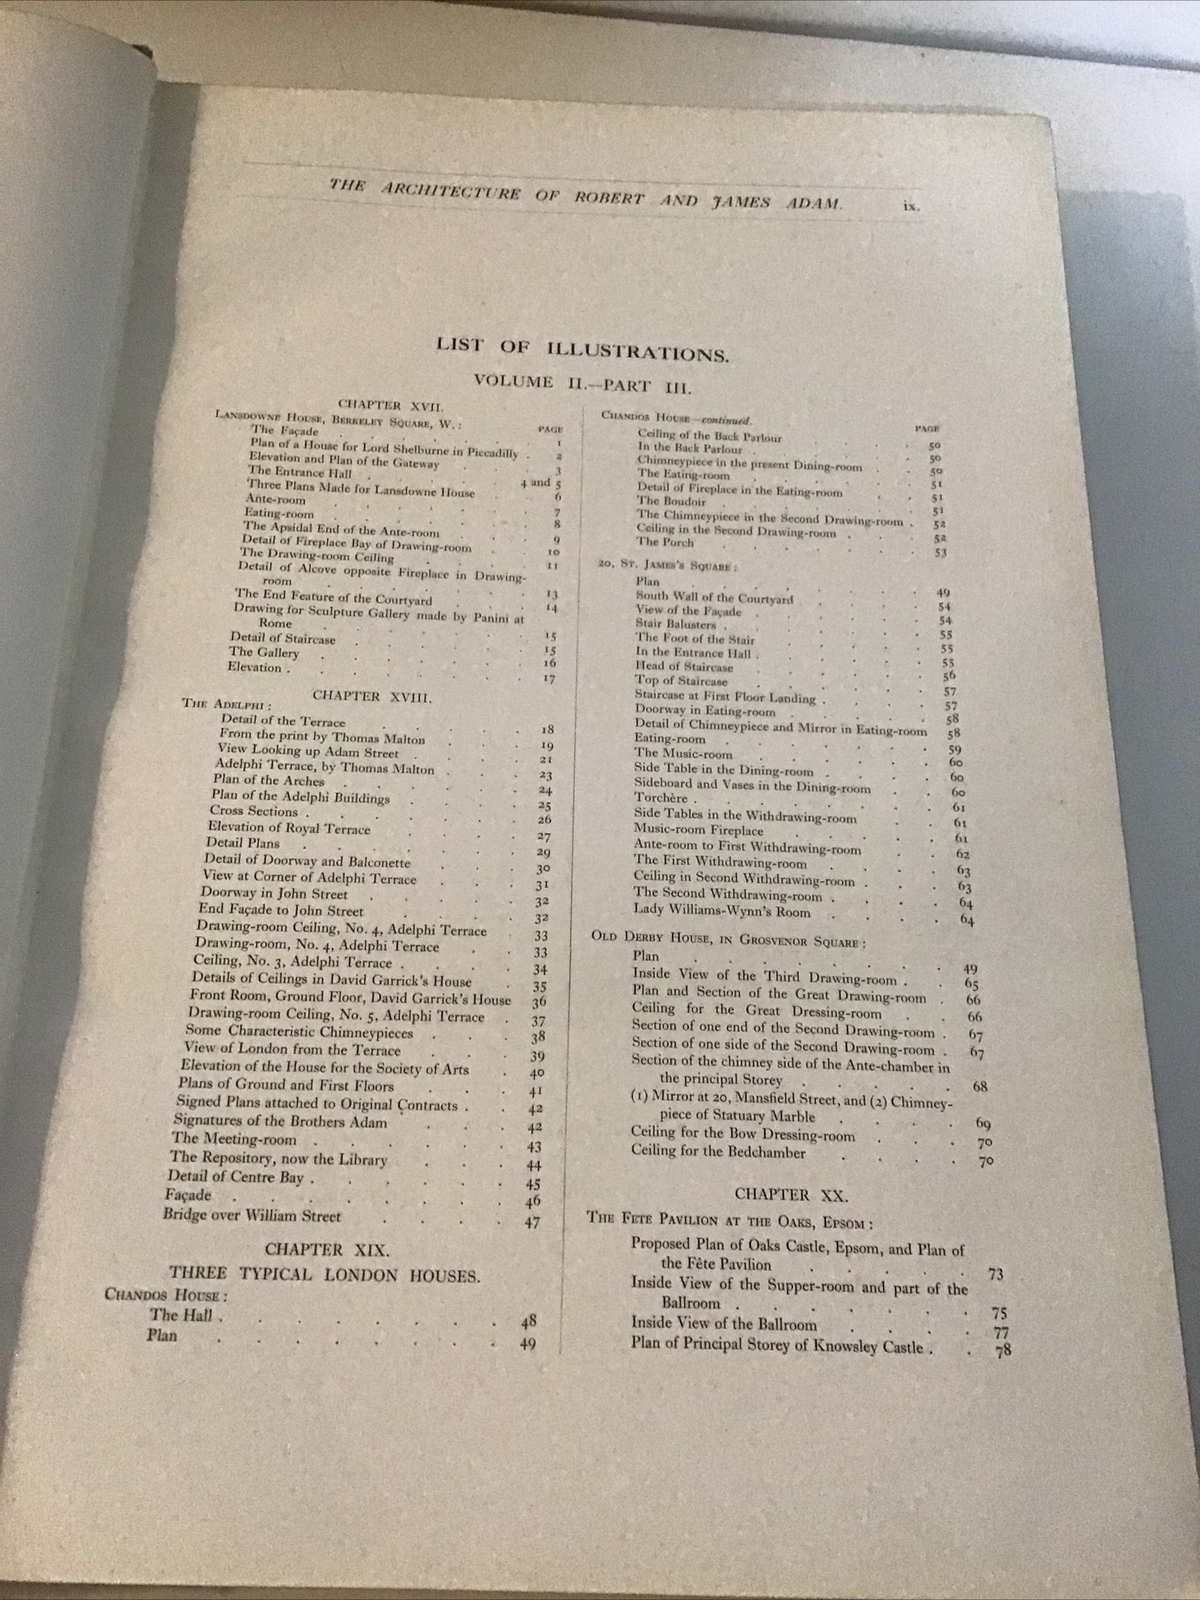 THE ARCHITECTURE OF ROBERT AND JAMES ADAM. ix.
LIST OF ILLUSTRATIONS.
VOLUME II.—PART III.
CHAPTER XVII.
LANSDOWNE HOUSE, BERKELEY SQUARE, W. :
PAGE
The Façade . . . . . . 1
Plan of a House for Lord Shelburne in Piccadilly . 2
Elevation and Plan of the Gateway . . . 3
The Entrance Hall . . . . 4 and 5
Three Plans Made for Lansdowne House . . 6
Ante-room . . . . . . 7
Eating-room . . . . . . 8
The Apsidal End of the Ante-room . . . 9
Detail of Fireplace Bay of Drawing-room . . 10
The Drawing-room Ceiling . . . . 11
Detail of Alcove opposite Fireplace in Drawing-
room . . . . . . 13
The End Feature of the Courtyard . . . 14
Drawing for Sculpture Gallery made by Panini at
Rome . . . . . . 15
Detail of Staircase . . . . . 15
The Gallery . . . . . . 16
Elevation . . . . . . 17
CHAPTER XVIII.
THE ADELPHI :
Detail of the Terrace . . . . 18
From the print by Thomas Malton . . . 19
View Looking up Adam Street . . . 21
Adelphi Terrace, by Thomas Malton . . . 23
Plan of the Arches . . . . . 24
Plan of the Adelphi Buildings . . . . 25
Cross Sections . . . . . . 26
Elevation of Royal Terrace . . . . 27
Detail Plans . . . . . . 29
Detail of Doorway and Balconette . . . 30
View at Corner of Adelphi Terrace . . . 31
Doorway in John Street . . . . 32
End Façade to John Street . . . . 32
Drawing-room Ceiling, No. 4, Adelphi Terrace . 33
Drawing-room, No. 4, Adelphi Terrace . . 33
Ceiling, No. 3, Adelphi Terrace . . . . 34
Details of Ceilings in David Garrick's House . 35
Front Room, Ground Floor, David Garrick's House 36
Drawing-room Ceiling, No. 5, Adelphi Terrace . 37
Some Characteristic Chimneypieces . . . 38
View of London from the Terrace . . . 39
Elevation of the House for the Society of Arts . 40
Plans of Ground and First Floors . . . 41
Signed Plans attached to Original Contracts . . 42
Signatures of the Brothers Adam . . . 42
The Meeting-room . . . . . 43
The Repository, now the Library . . . 44
Detail of Centre Bay . . . . . 45
Façade . . . . . . 46
Bridge over William Street . . . . 47
CHAPTER XIX.
THREE TYPICAL LONDON HOUSES.
CHANDOS HOUSE :
The Hall . . . . . . . 48
Plan . . . . . . . 49
CHANDOS HOUSE—continued.
PAGE
Ceiling of the Back Parlour . . . 50
In the Back Parlour . . . . 50
Chimneypiece in the present Dining-room . . 50
The Eating-room . . . . . 51
Detail of Fireplace in the Eating-room . . 51
The Boudoir . . . . . . 51
The Chimneypiece in the Second Drawing-room . 52
Ceiling in the Second Drawing-room . . . 52
The Porch . . . . . . 53
20, ST. JAMES'S SQUARE :
Plan . . . . . . 49
South Wall of the Courtyard . . . . 54
View of the Façade . . . . . 54
Stair Balusters . . . . . . 55
The Foot of the Stair . . . . 55
In the Entrance Hall . . . . . 55
Head of Staircase . . . . . 56
Top of Staircase . . . . . 57
Staircase at First Floor Landing . . . . 57
Doorway in Eating-room . . . . 58
Detail of Chimneypiece and Mirror in Eating-room 58
Eating-room . . . . . . 59
The Music-room . . . . . 60
Side Table in the Dining-room . . . . 60
Sideboard and Vases in the Dining-room . . 60
Torchère . . . . . . 61
Side Tables in the Withdrawing-room . . 61
Music-room Fireplace . . . . 61
Ante-room to First Withdrawing-room . . 62
The First Withdrawing-room . . . . 63
Ceiling in Second Withdrawing-room . . . 63
The Second Withdrawing-room . . . . 64
Lady Williams-Wynn's Room . . . . 64
OLD DERBY HOUSE, IN GROSVENOR SQUARE :
Plan . . . . . . 49
Inside View of the Third Drawing-room . . 65
Plan and Section of the Great Drawing-room . 66
Ceiling for the Great Dressing-room . . 66
Section of one end of the Second Drawing-room . 67
Section of one side of the Second Drawing-room . 67
Section of the chimney side of the Ante-chamber in
the principal Storey . . . . . 68
(1) Mirror at 20, Mansfield Street, and (2) Chimney-
piece of Statuary Marble . . . . 69
Ceiling for the Bow Dressing-room . . . 70
Ceiling for the Bedchamber . . . . 70
CHAPTER XX.
THE FETE PAVILION AT THE OAKS, EPSOM :
Proposed Plan of Oaks Castle, Epsom, and Plan of
the Fête Pavilion . . . . . 73
Inside View of the Supper-room and part of the
Ballroom . . . . . . 75
Inside View of the Ballroom . . . . 77
Plan of Principal Storey of Knowsley Castle . . 78